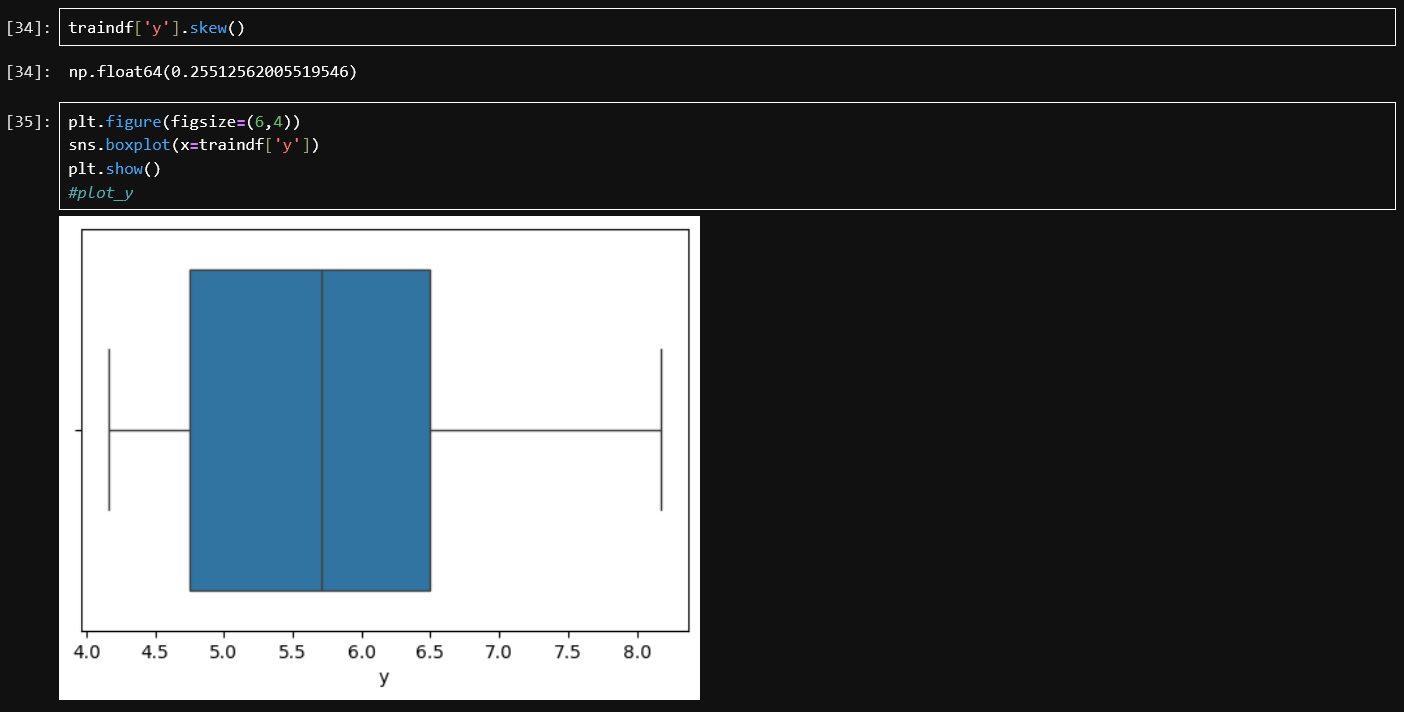 [34]: traindf['y'].skew()
[34]: np.float64(0.25512562005519546)
[35]: plt.figure(figsize=(6,4))
sns.boxplot(x=traindf['y'])
plt.show()
#plot_y
4.0 4.5 5.0 5.5 6.0 6.5 7.0 7.5 8.0
y